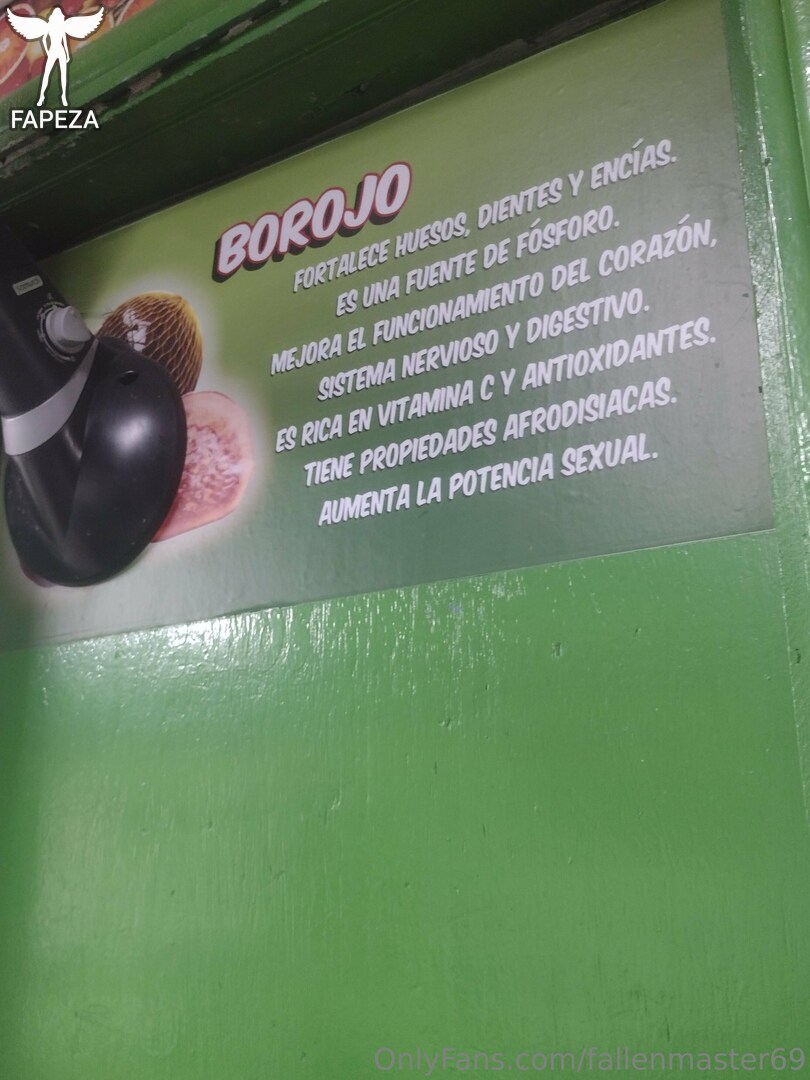 FAPEZA
BOROJO
FORTALECE HUESOS, DIENTES Y ENCÍAS.
ES UNA FUENTE DE FÓSFORO.
MEJORA EL FUNCIONAMIENTO DEL CORAZÓN,
SISTEMA NERVIOSO Y DIGESTIVO.
ES RICA EN VITAMINA C Y ANTIOXIDANTES.
TIENE PROPIEDADES AFRODISIACAS.
AUMENTA LA POTENCIA SEXUAL.
OnlyFans.com/fallenmaster69